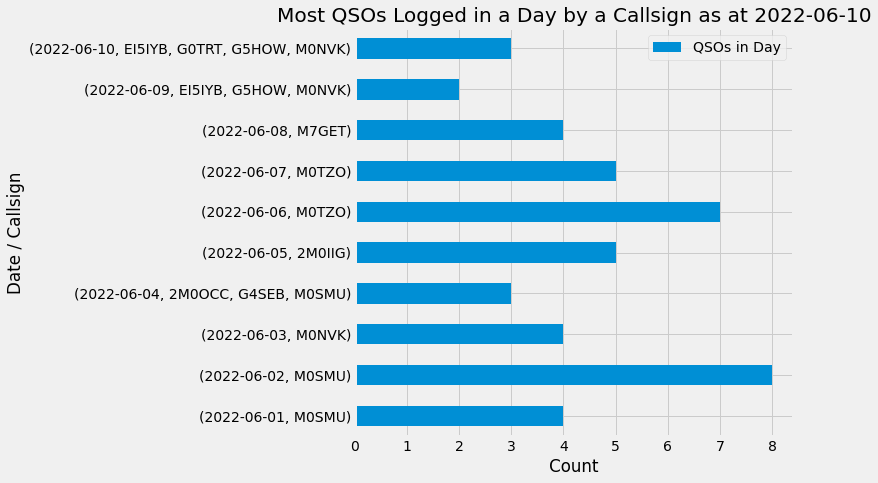 Most QSOs Logged in a Day by a Callsign as at 2022-06-10
QSOs in Day
Date / Callsign
(2022-06-10, EI5IYB, G0TRT, G5HOW, M0NVK)
(2022-06-09, EI5IYB, G5HOW, M0NVK)
(2022-06-08, M7GET)
(2022-06-07, M0TZO)
(2022-06-06, M0TZO)
(2022-06-05, 2M0IIG)
(2022-06-04, 2M0OCC, G4SEB, M0SMU)
(2022-06-03, M0NVK)
(2022-06-02, M0SMU)
(2022-06-01, M0SMU)
0 1 2 3 4 5 6 7 8
Count